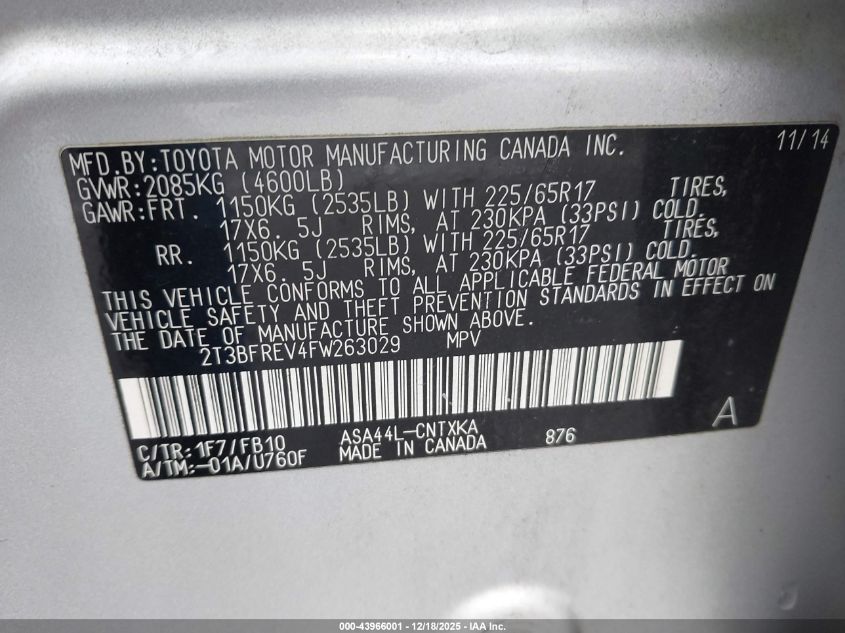 MFD.BY:TOYOTA MOTOR MANUFACTURING CANADA INC. 11/14
GVWR:2085KG (4600LB)
GAWR:FRT. 1150KG (2535LB) WITH 225/65R17 TIRES,
17X6. 5J RIMS, AT 230KPA (33PSI) COLD.
RR. 1150KG (2535LB) WITH 225/65R17 TIRES,
17X6. 5J RIMS, AT 230KPA (33PSI) COLD.
THIS VEHICLE CONFORMS TO ALL APPLICABLE FEDERAL MOTOR
VEHICLE SAFETY AND THEFT PREVENTION STANDARDS IN EFFECT ON
THE DATE OF MANUFACTURE SHOWN ABOVE.
2T3BFREV4FW263029 MPV
A
C/TR:1F7/FB10 ASA44L-CNTXKA 876
A/TM:-01A/U760F MADE IN CANADA
000-43966001 - 12/18/2025 - IAA Inc.